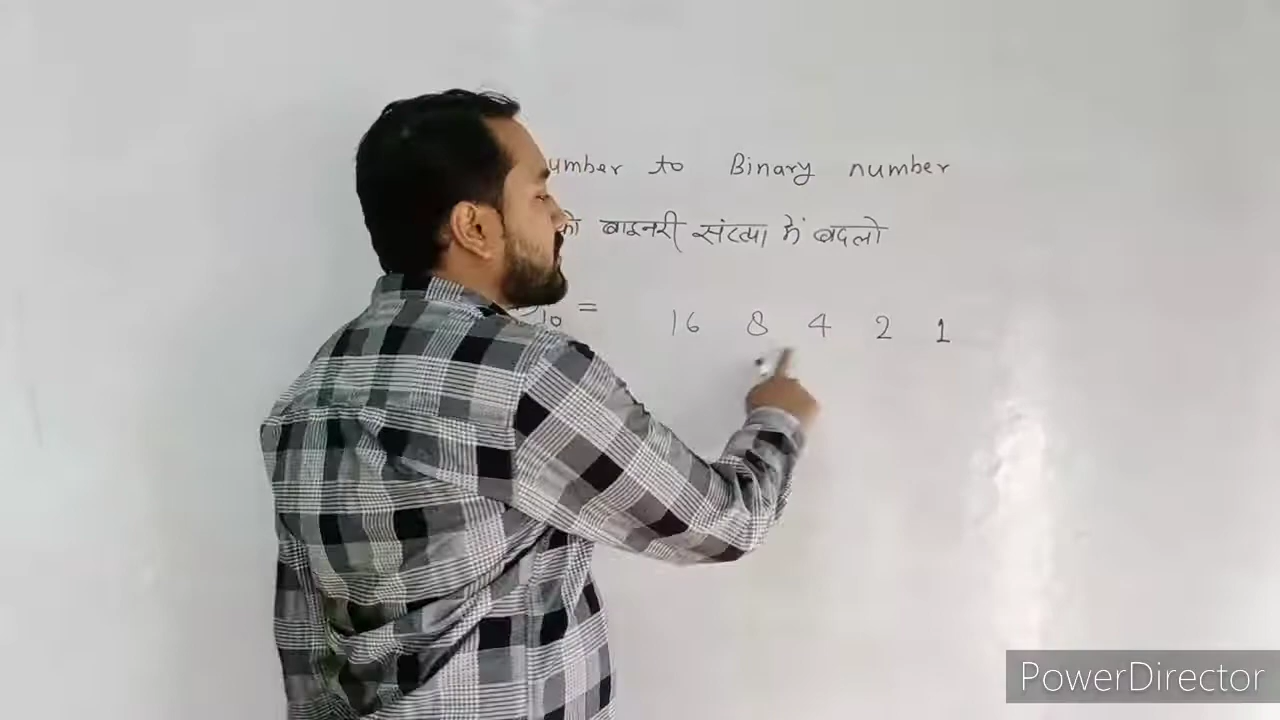 umber to Binary number
को बाइनरी संख्या में बदलो
)10 = 16 8 4 2 1
PowerDirector